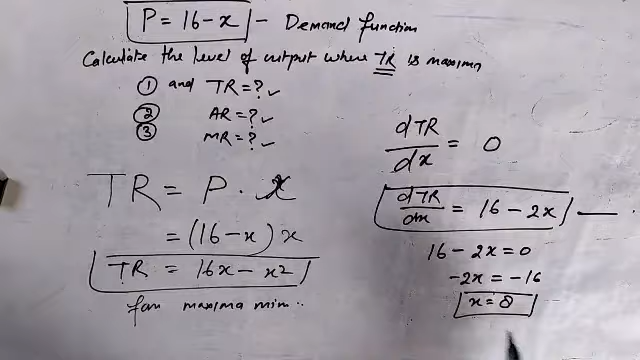 P = 16 - x - Demand function
Calculate the level of output where TR is maxima
① and TR = ? ✓
② AR = ? ✓
③ MR = ? ✓
TR = P · x
= (16 - x) x
TR = 16x - x²
for maxima mim..
dTR/dx = 0
dTR/dx = 16 - 2x
16 - 2x = 0
-2x = -16
x = 8